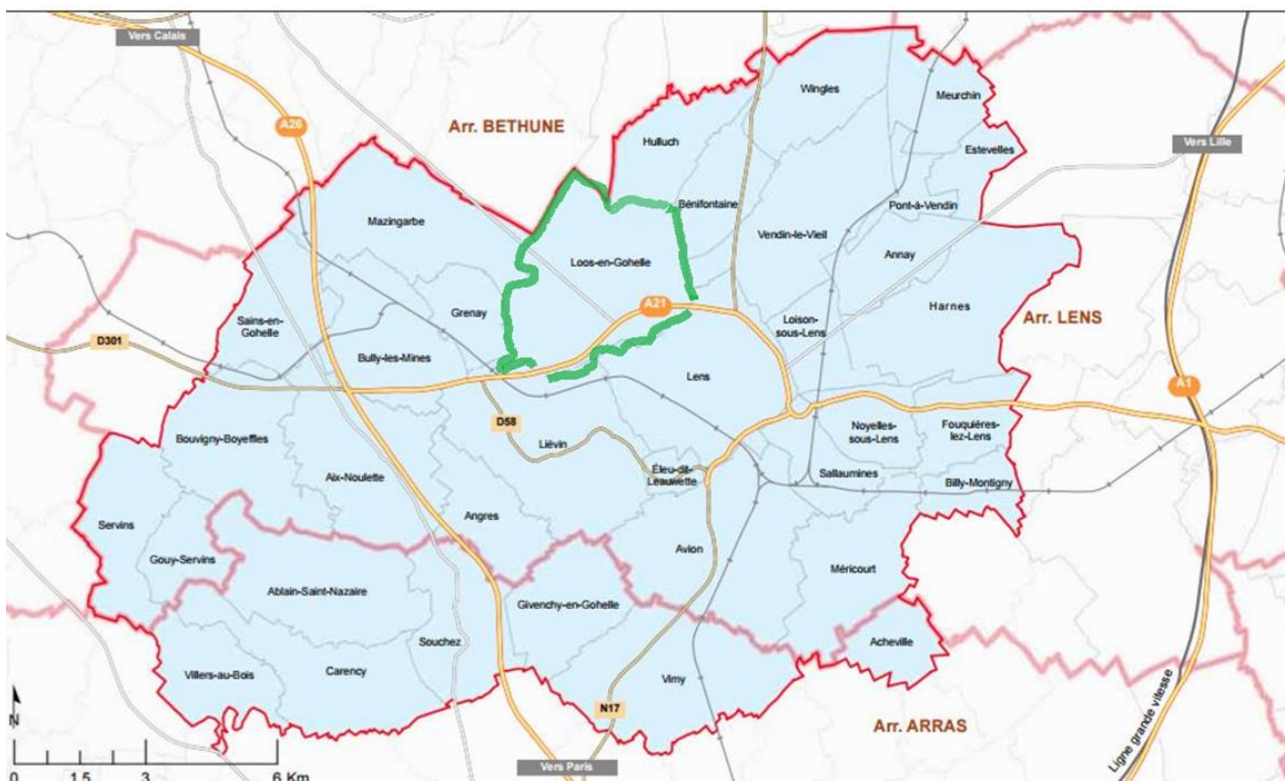 Vers Calais
Wingles
Meurchin
A26
Arr. BETHUNE
Hulluch
Vers Lille
Estevelles
Mazingarbe
Bénifontaine
Pont-à-Vendin
Vendin-le-Vieil
Loos-en-Gohelle
Annay
A21
Harnes
Grenay
Sains-en-
Gohelle
Loison-
sous-Lens
Arr. LENS
D301
Bully-les-Mines
Lens
A1
D58
Bouvigny-Boyeffles
Liévin
Noyelles-
sous-Lens
Fouquières-
lez-Lens
Éleu-dit-
Leauwette
Sallaumines
Aix-Noulette
Billy-Montigny
Servins
Angres
Gouy-Servins
Avion
Méricourt
Ablain-Saint-Nazaire
Givenchy-en-Gohelle
Souchez
Acheville
Villers-au-Bois
Carency
Vimy
N
N17
Arr. ARRAS
Ligne grande vitesse
Vers Paris
0 1,5 3 6 Km